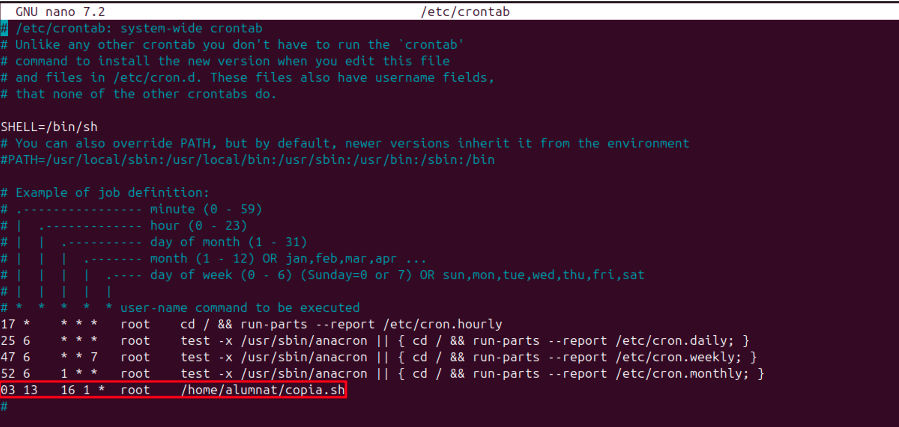 GNU nano 7.2 /etc/crontab
# /etc/crontab: system-wide crontab
# Unlike any other crontab you don't have to run the `crontab'
# command to install the new version when you edit this file
# and files in /etc/cron.d. These files also have username fields,
# that none of the other crontabs do.

SHELL=/bin/sh
# You can also override PATH, but by default, newer versions inherit it from the environment
#PATH=/usr/local/sbin:/usr/local/bin:/usr/sbin:/usr/bin:/sbin:/bin

# Example of job definition:
# .---------------- minute (0 - 59)
# |  .------------- hour (0 - 23)
# |  |  .---------- day of month (1 - 31)
# |  |  |  .------- month (1 - 12) OR jan,feb,mar,apr ...
# |  |  |  |  .---- day of week (0 - 6) (Sunday=0 or 7) OR sun,mon,tue,wed,thu,fri,sat
# |  |  |  |  |
# *  *  *  *  * user-name command to be executed
17 *    * * *   root    cd / && run-parts --report /etc/cron.hourly
25 6    * * *   root    test -x /usr/sbin/anacron || { cd / && run-parts --report /etc/cron.daily; }
47 6    * * 7   root    test -x /usr/sbin/anacron || { cd / && run-parts --report /etc/cron.weekly; }
52 6    1 * *   root    test -x /usr/sbin/anacron || { cd / && run-parts --report /etc/cron.monthly; }
03 13   16 1 *  root    /home/alumnat/copia.sh
#